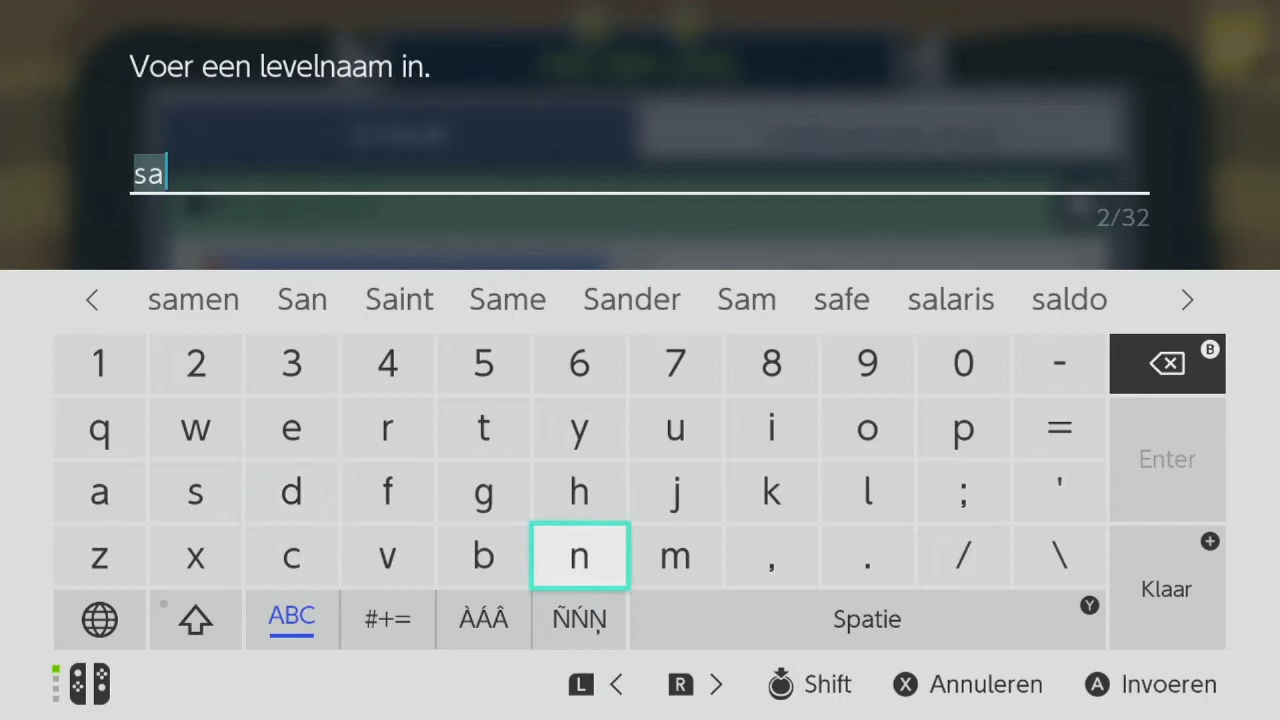 Voer een levelnaam in.
sa
2/32
< samen San Saint Same Sander Sam safe salaris saldo >
1 2 3 4 5 6 7 8 9 0 - B
q w e r t y u i o p =
Enter
a s d f g h j k l ; '
z x c v b n m , . / \ +
Klaar
ABC #+= ÀÁÂ ÑŃŅ Spatie Y
L < R > Shift X Annuleren A Invoeren